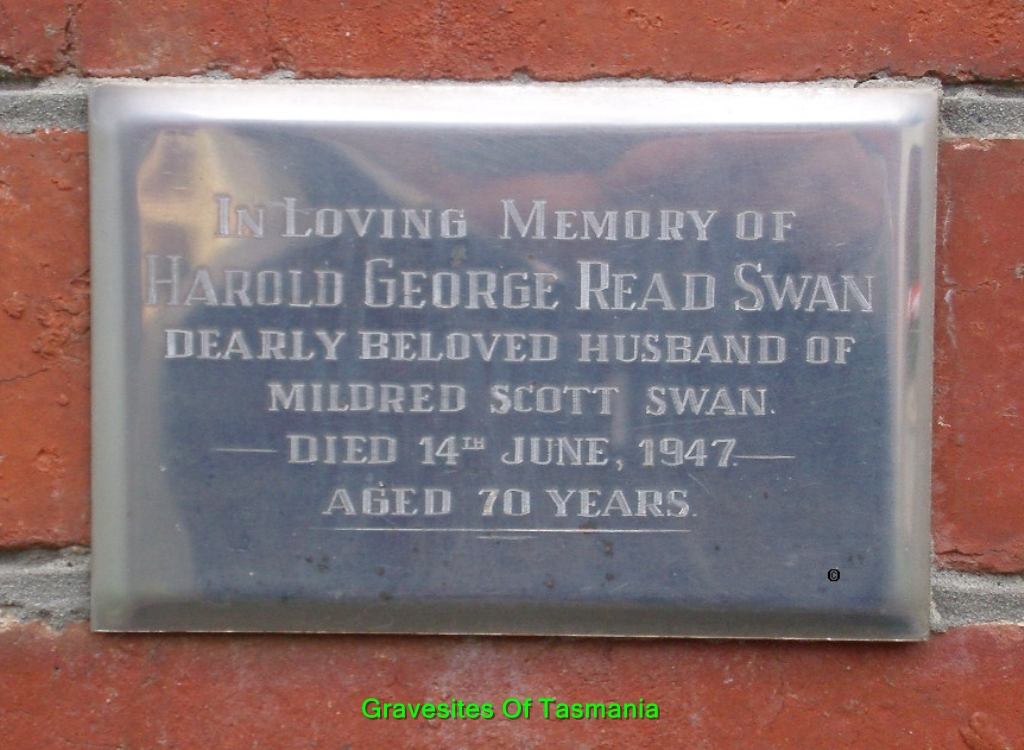 In Loving Memory of
Harold George Read Swan
DEARLY BELOVED HUSBAND OF
MILDRED SCOTT SWAN.
— DIED 14TH JUNE, 1947. —
AGED 70 YEARS.
©
Gravesites Of Tasmania